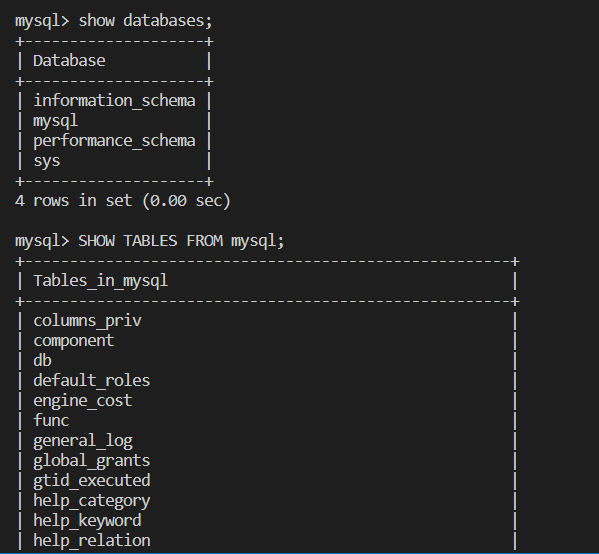 mysql> show databases;
+--------------------+
| Database           |
+--------------------+
| information_schema |
| mysql              |
| performance_schema |
| sys                |
+--------------------+
4 rows in set (0.00 sec)
mysql> SHOW TABLES FROM mysql;
+------------------------------------------------------+
| Tables_in_mysql                                      |
+------------------------------------------------------+
| columns_priv                                         |
| component                                            |
| db                                                   |
| default_roles                                        |
| engine_cost                                          |
| func                                                 |
| general_log                                          |
| global_grants                                        |
| gtid_executed                                        |
| help_category                                        |
| help_keyword                                         |
| help_relation                                        |